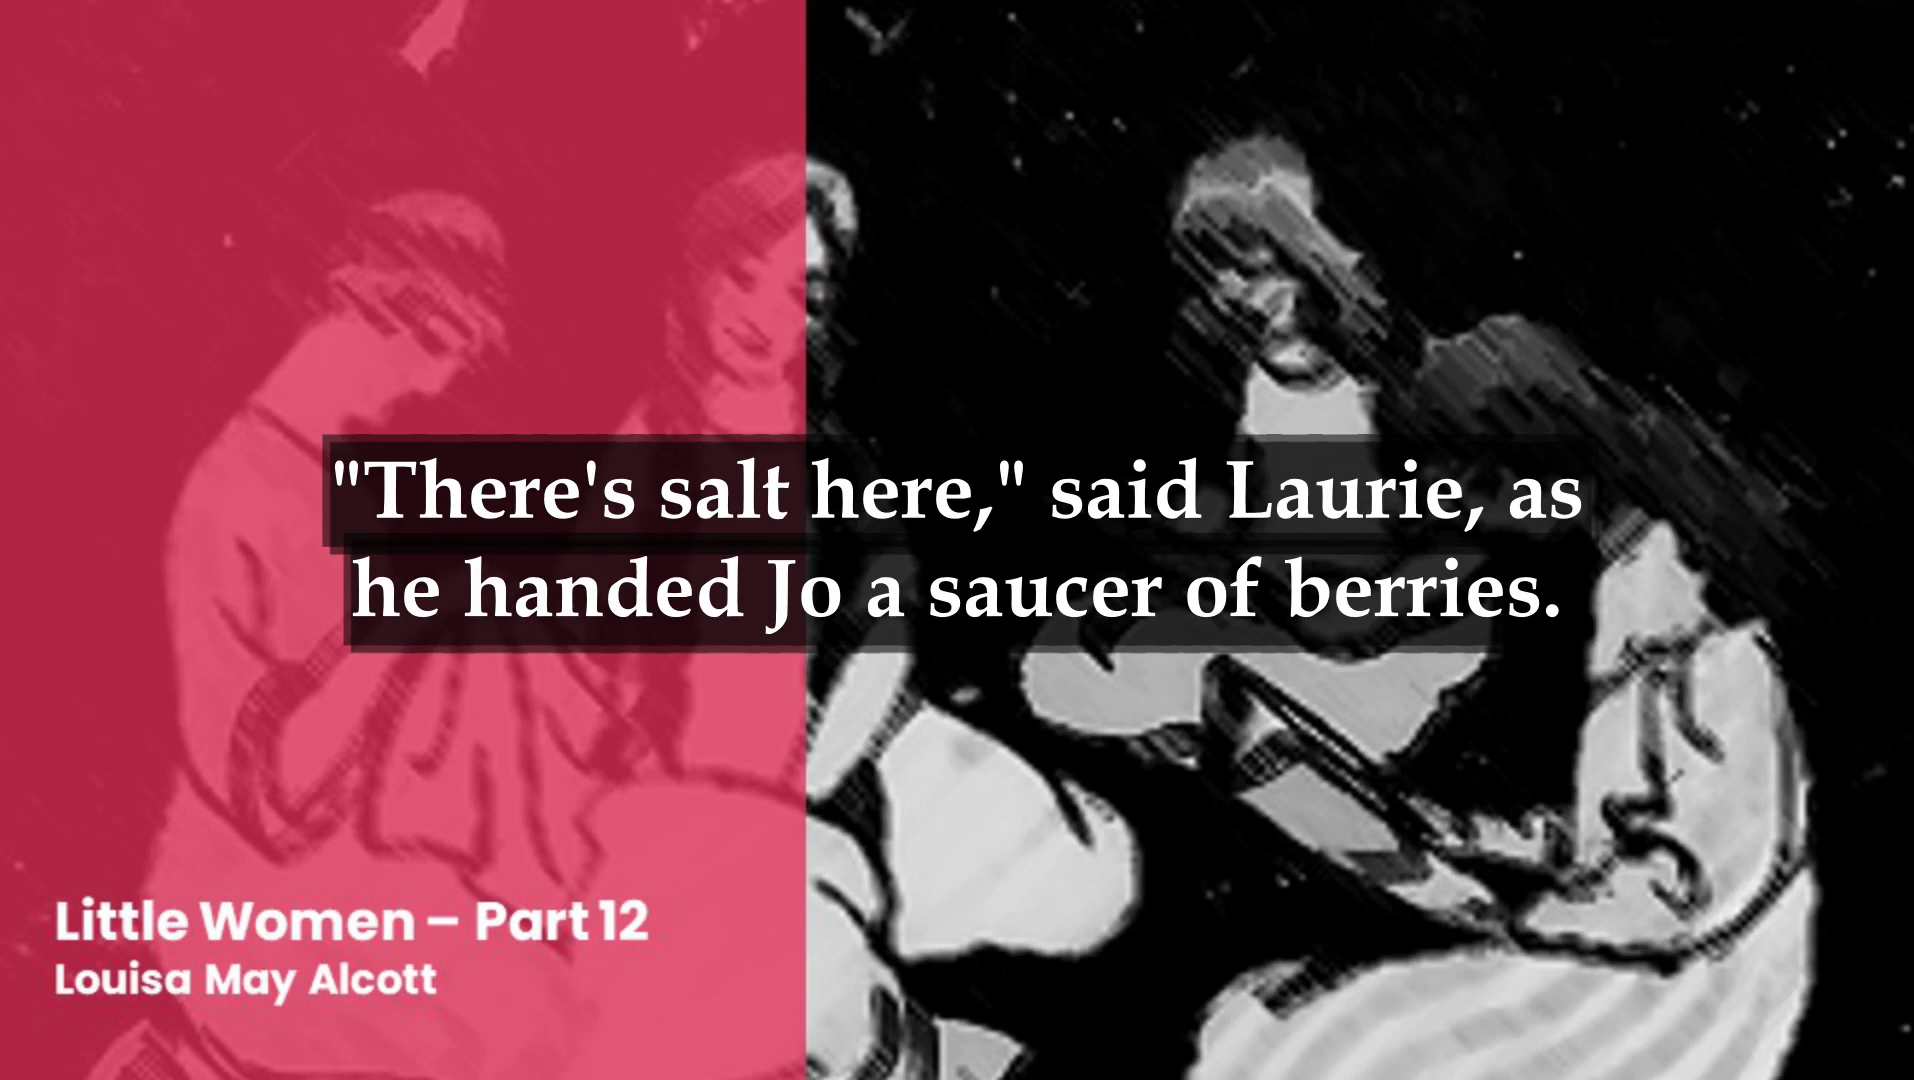 "There's salt here," said Laurie, as
he handed Jo a saucer of berries.
Little Women – Part 12
Louisa May Alcott